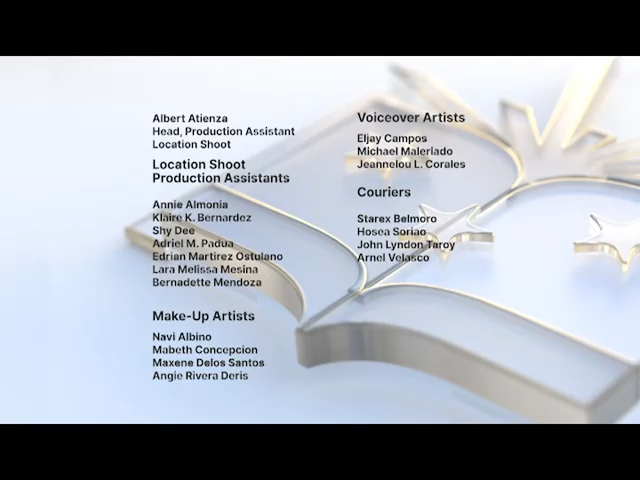 Albert Atienza
Head, Production Assistant
Location Shoot
Location Shoot
Production Assistants
Annie Almonia
Klaire K. Bernardez
Shy Dee
Adriel M. Padua
Edrian Martirez Ostulano
Lara Melissa Mesina
Bernadette Mendoza
Make-Up Artists
Navi Albino
Mabeth Concepcion
Maxene Delos Santos
Angie Rivera Deris
Voiceover Artists
Eljay Campos
Michael Maleriado
Jeannelou L. Corales
Couriers
Starex Belmoro
Hosea Soriao
John Lyndon Taroy
Arnel Velasco